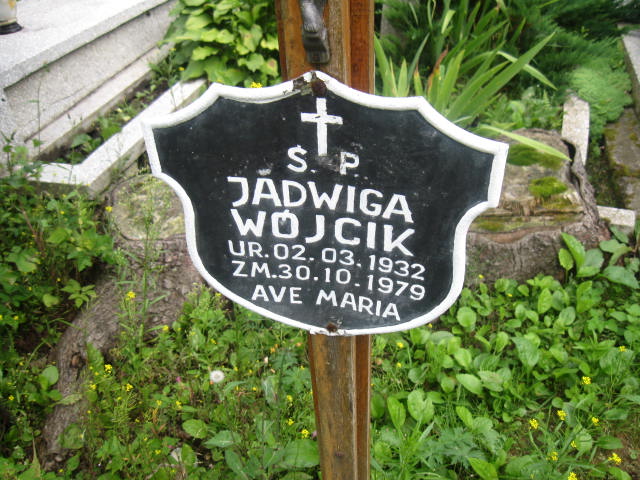 Ś. P.
JADWIGA
WÓJCIK
UR. 02. 03. 1932
ZM. 30. 10. 1979
AVE MARIA